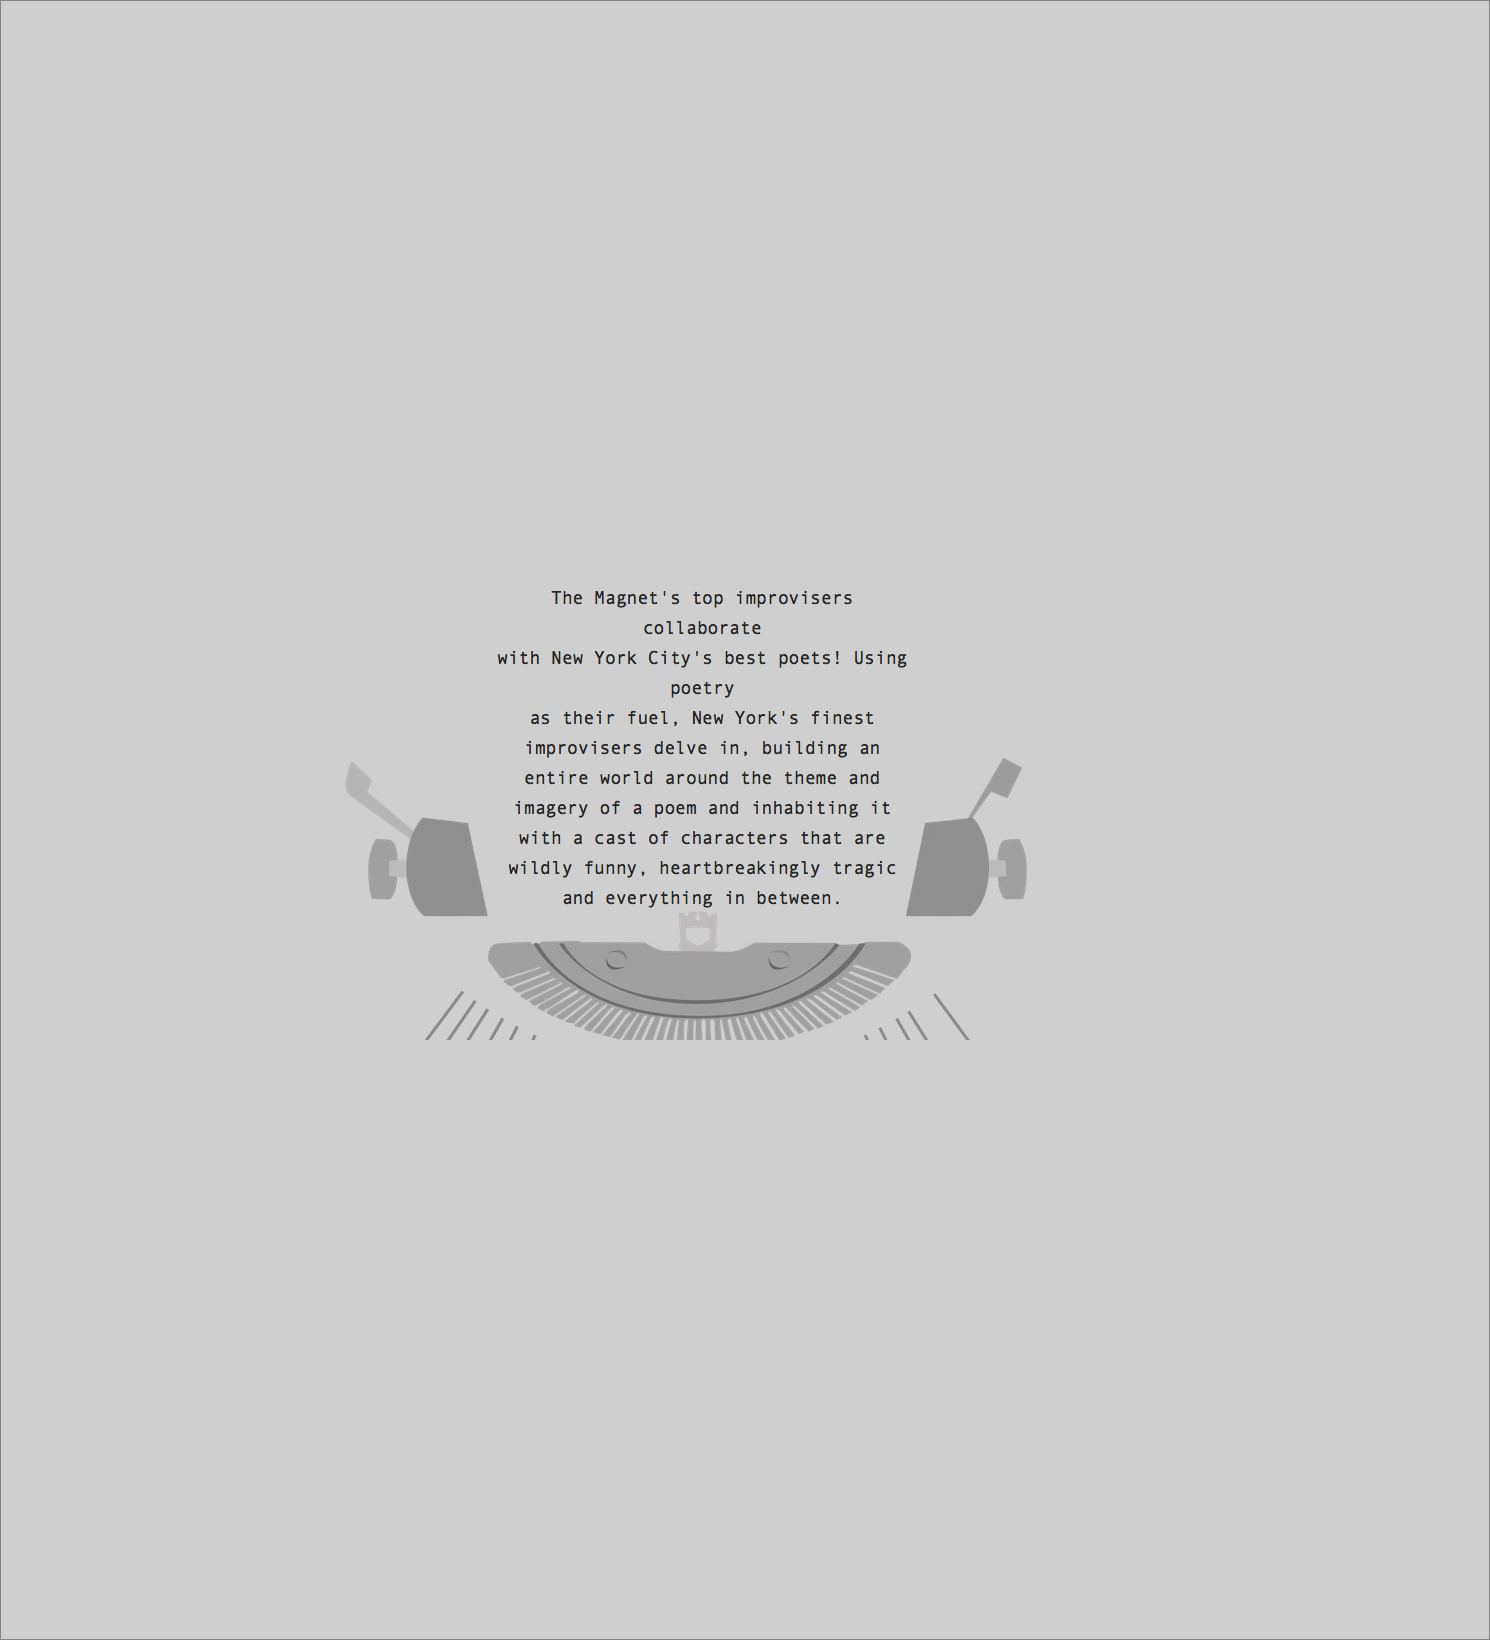 The Magnet's top improvisers
collaborate
with New York City's best poets! Using
poetry
as their fuel, New York's finest
improvisers delve in, building an
entire world around the theme and
imagery of a poem and inhabiting it
with a cast of characters that are
wildly funny, heartbreakingly tragic
and everything in between.